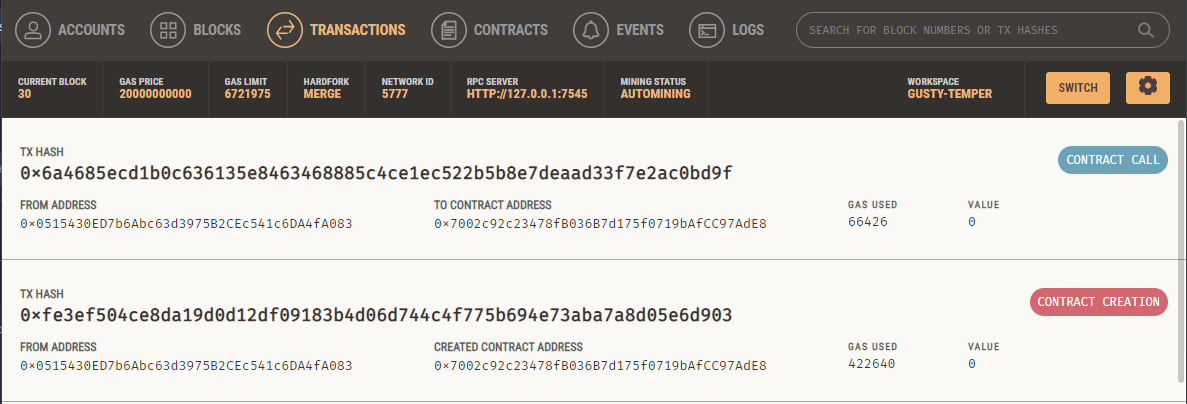 ACCOUNTS BLOCKS TRANSACTIONS CONTRACTS EVENTS LOGS SEARCH FOR BLOCK NUMBERS OR TX HASHES
CURRENT BLOCK GAS PRICE GAS LIMIT HARDFORK NETWORK ID RPC SERVER MINING STATUS WORKSPACE
30 20000000000 6721975 MERGE 5777 HTTP://127.0.0.1:7545 AUTOMINING GUSTY-TEMPER SWITCH
TX HASH
0×6a4685ecd1b0c636135e8463468885c4ce1ec522b5b8e7deaad33f7e2ac0bd9f CONTRACT CALL
FROM ADDRESS TO CONTRACT ADDRESS GAS USED VALUE
0×0515430ED7b6Abc63d3975B2CEc541c6DA4fA083 0×7002c92c23478fB036B7d175f0719bAfCC97AdE8 66426 0
TX HASH
0×fe3ef504ce8da19d0d12df09183b4d06d744c4f775b694e73aba7a8d05e6d903 CONTRACT CREATION
FROM ADDRESS CREATED CONTRACT ADDRESS GAS USED VALUE
0×0515430ED7b6Abc63d3975B2CEc541c6DA4fA083 0×7002c92c23478fB036B7d175f0719bAfCC97AdE8 422640 0